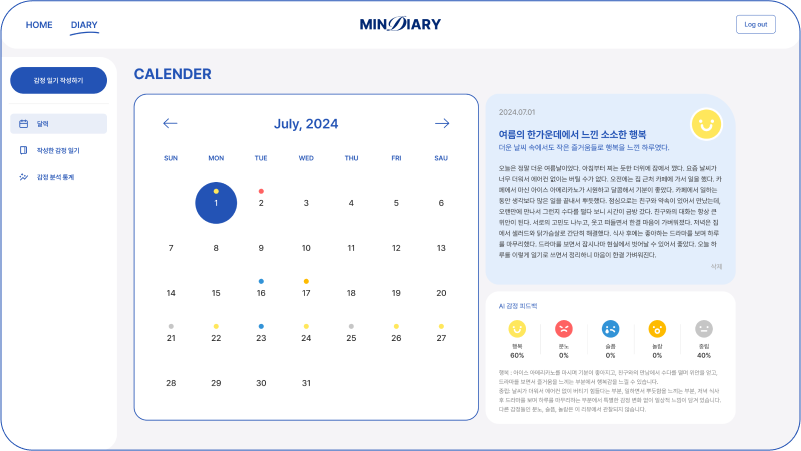 HOME DIARY
MINDIARY
Log out
감정 일기 작성하기
달력
작성한 감정 일기
감정 분석 통계
CALENDER
July, 2024
SUN MON TUE WED THU FRI SAU
1 2 3 4 5 6
7 8 9 10 11 12 13
14 15 16 17 18 19 20
21 22 23 24 25 26 27
28 29 30 31
2024.07.01
여름의 한가운데에서 느낀 소소한 행복
더운 날씨 속에서도 작은 즐거움들로 행복을 느낀 하루였다.
오늘은 정말 더운 여름날이었다. 아침부터 찌는 듯한 더위에 잠에서 깼다. 요즘 날씨가
너무 더워서 에어컨 없이는 버틸 수가 없다. 오전에는 집 근처 카페에 가서 일을 했다. 카
페에서 마신 아이스 아메리카노가 시원하고 달콤해서 기분이 좋았다. 카페에서 일하는
동안 생각보다 많은 일을 끝내서 뿌듯했다. 점심으로는 친구와 약속이 있어서 만났는데,
오랜만에 만나서 그런지 수다를 떨다 보니 시간이 금방 갔다. 친구와의 대화는 항상 큰
위안이 된다. 서로의 고민도 나누고, 웃고 떠들면서 한결 마음이 가벼워졌다. 저녁은 집
에서 샐러드와 닭가슴살로 간단히 해결했다. 식사 후에는 좋아하는 드라마를 보며 하루
를 마무리했다. 드라마를 보면서 잠시나마 현실에서 벗어날 수 있어서 좋았다. 오늘 하
루를 이렇게 일기로 쓰면서 정리하니 마음이 한결 가벼워진다.
삭제
AI 감정 피드백
행복 분노 슬픔 놀람 중립
60% 0% 0% 0% 40%
행복 : 아이스 아메리카노를 마시며 기분이 좋아지고, 친구와의 만남에서 수다를 떨며 위안을 얻고,
드라마를 보면서 즐거움을 느끼는 부분에서 행복감을 느낄 수 있습니다.
중립: 날씨가 더워서 에어컨 없이 버티기 힘들다는 부분, 일하면서 뿌듯함을 느끼는 부분, 저녁 식사
후 드라마를 보며 하루를 마무리하는 부분에서 특별한 감정 변화 없이 일상적 느낌이 담겨 있습니다.
다른 감정들인 분노, 슬픔, 놀람은 이 리뷰에서 관찰되지 않습니다.